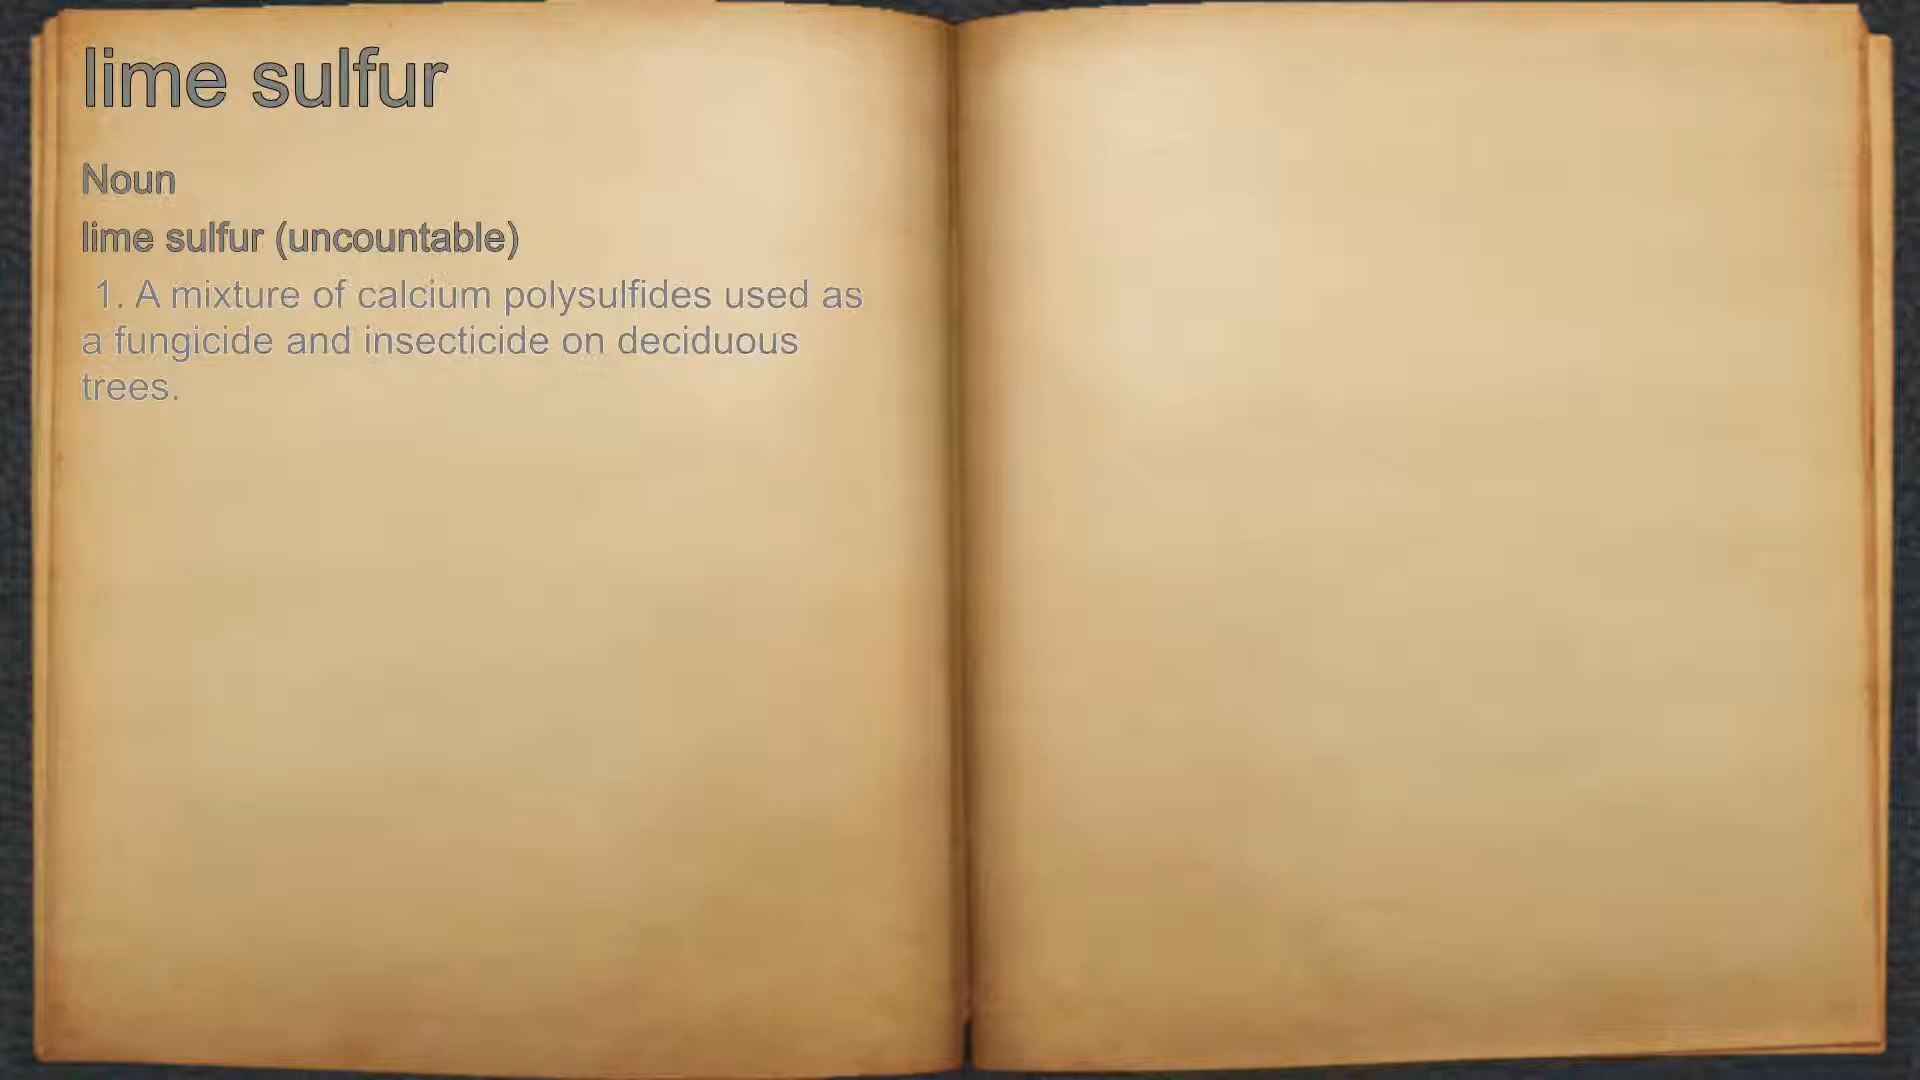 lime sulfur
Noun
lime sulfur (uncountable)
1. A mixture of calcium polysulfides used as
a fungicide and insecticide on deciduous
trees.